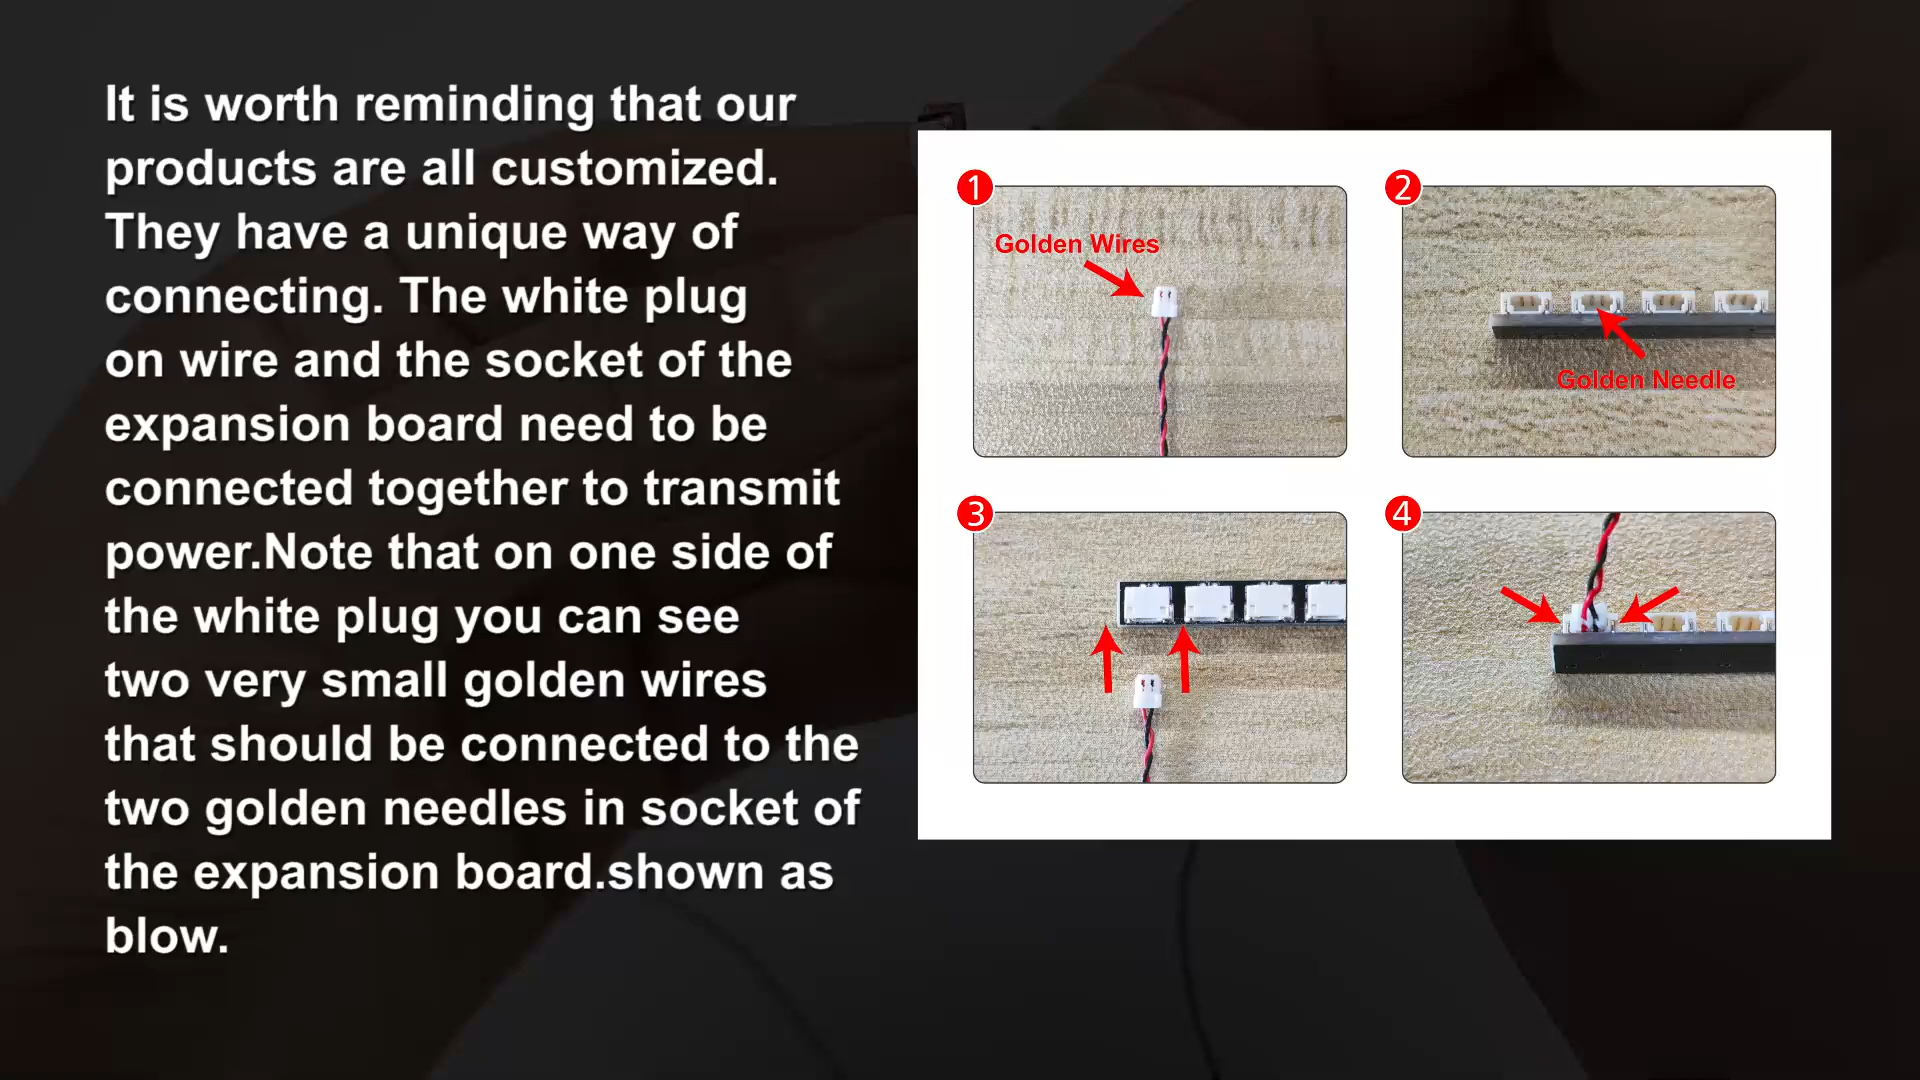 It is worth reminding that our
products are all customized.
They have a unique way of
connecting. The white plug
on wire and the socket of the
expansion board need to be
connected together to transmit
power.Note that on one side of
the white plug you can see
two very small golden wires
that should be connected to the
two golden needles in socket of
the expansion board.shown as
blow.
1
Golden Wires
2
Golden Needle
3
4